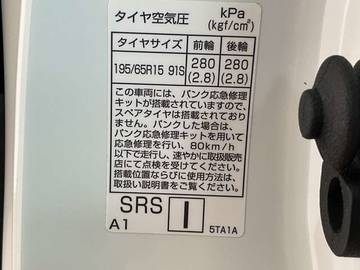 タイヤ空気圧 kPa
(kgf/cm²)
タイヤサイズ 前輪 後輪
195/65R15 91S 280 280
(2.8) (2.8)
この車両には、パンク応急修理
キットが搭載されていますので、
スペアタイヤは搭載されており
ません。パンクした場合は、
パンク応急修理キットを用いて
応急修理を行い、80km/h
以下で走行し、速やかに取扱販売
店にて点検を受けてください。
搭載位置ならびに使用方法は、
取扱い説明書をご覧ください。
SRS I
A1 5TA1A